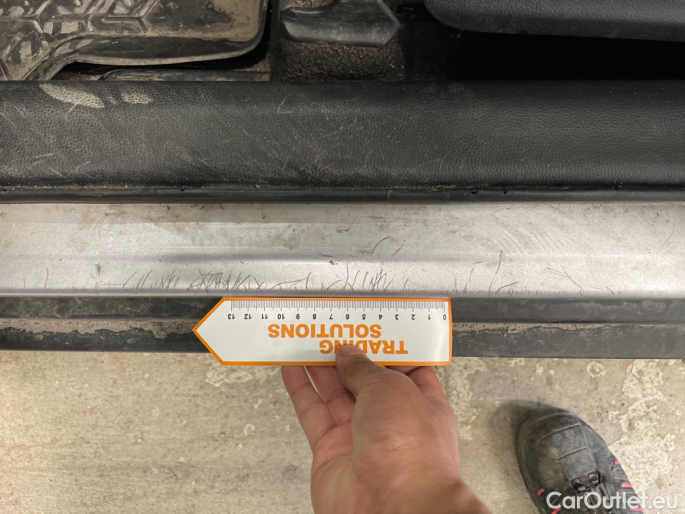 13 12 11 10 9 8 7 6 5 4 3 2 1 0
TRADING
SOLUTIONS
CarOutlet.eu